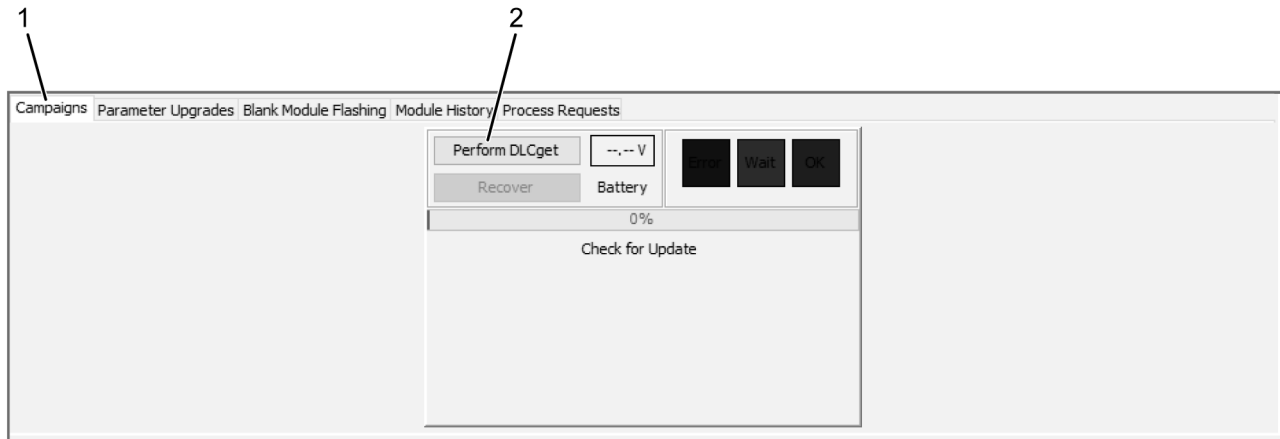 1 2
Campaigns Parameter Upgrades Blank Module Flashing Module History Process Requests
Perform DLCget --.-- V Error Wait OK
Recover Battery
0%
Check for Update